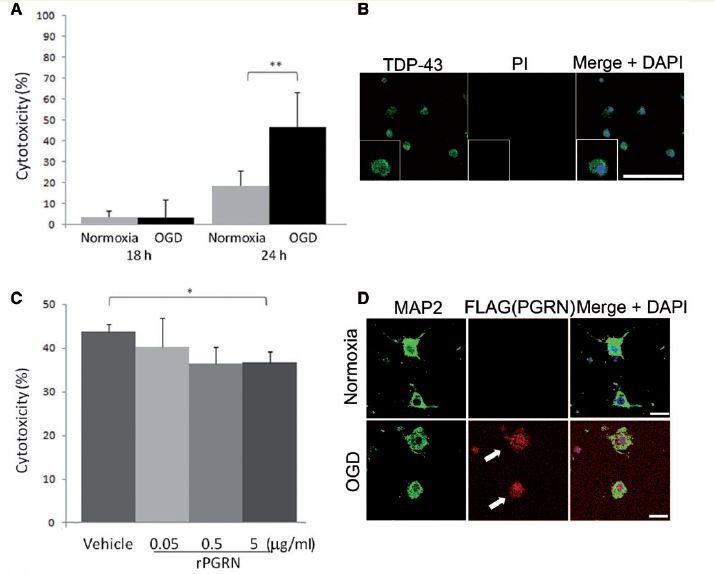 A
Cytotoxicity (%)
100
90
80
70
60
50
40
30
20
10
0
**
Normoxia OGD Normoxia OGD
18 h 24 h
B
TDP-43 PI Merge + DAPI
C
Cytotoxicity (%)
50
40
30
20
10
0
*
Vehicle 0.05 0.5 5 (μg/ml)
rPGRN
D
MAP2 FLAG(PGRN) Merge + DAPI
Normoxia
OGD